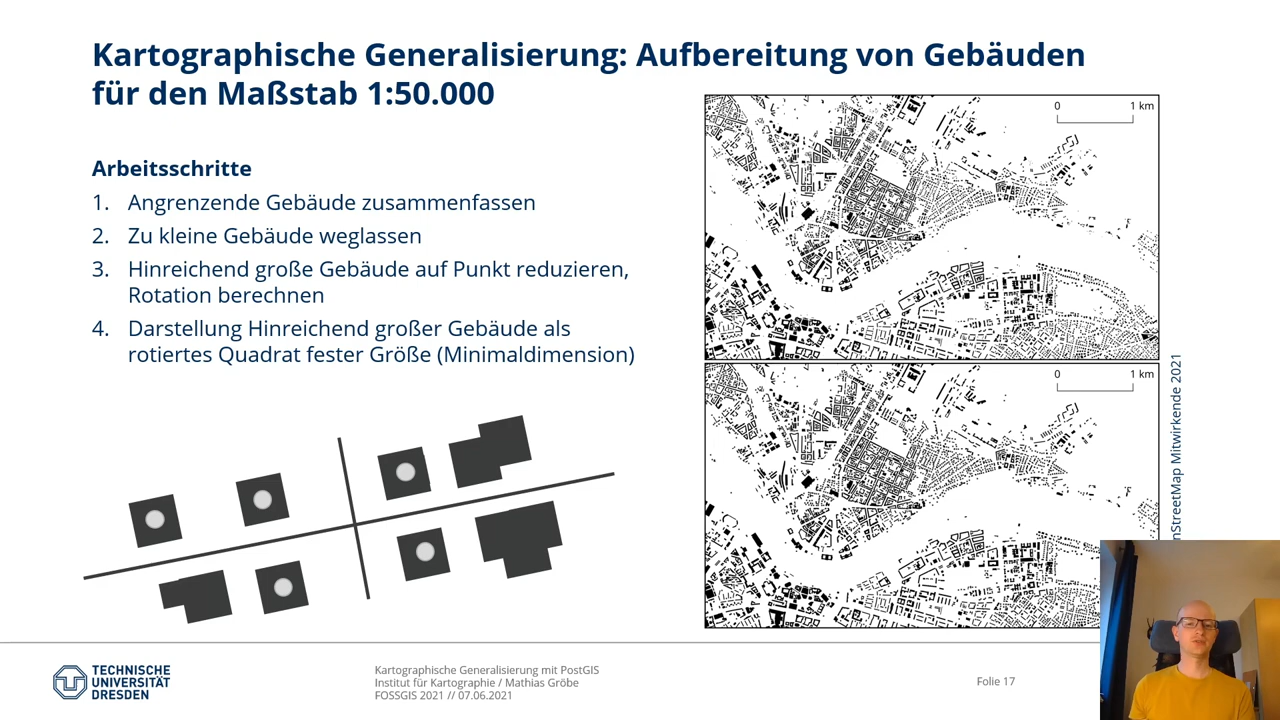 Kartographische Generalisierung: Aufbereitung von Gebäuden
für den Maßstab 1:50.000
Arbeitsschritte
1. Angrenzende Gebäude zusammenfassen
2. Zu kleine Gebäude weglassen
3. Hinreichend große Gebäude auf Punkt reduzieren,
Rotation berechnen
4. Darstellung Hinreichend großer Gebäude als
rotiertes Quadrat fester Größe (Minimaldimension)
0 1 km
0 1 km
StreetMap Mitwirkende 2021
TECHNISCHE
UNIVERSITÄT
DRESDEN
Kartographische Generalisierung mit PostGIS
Institut für Kartographie / Mathias Gröbe
FOSSGIS 2021 // 07.06.2021
Folie 17